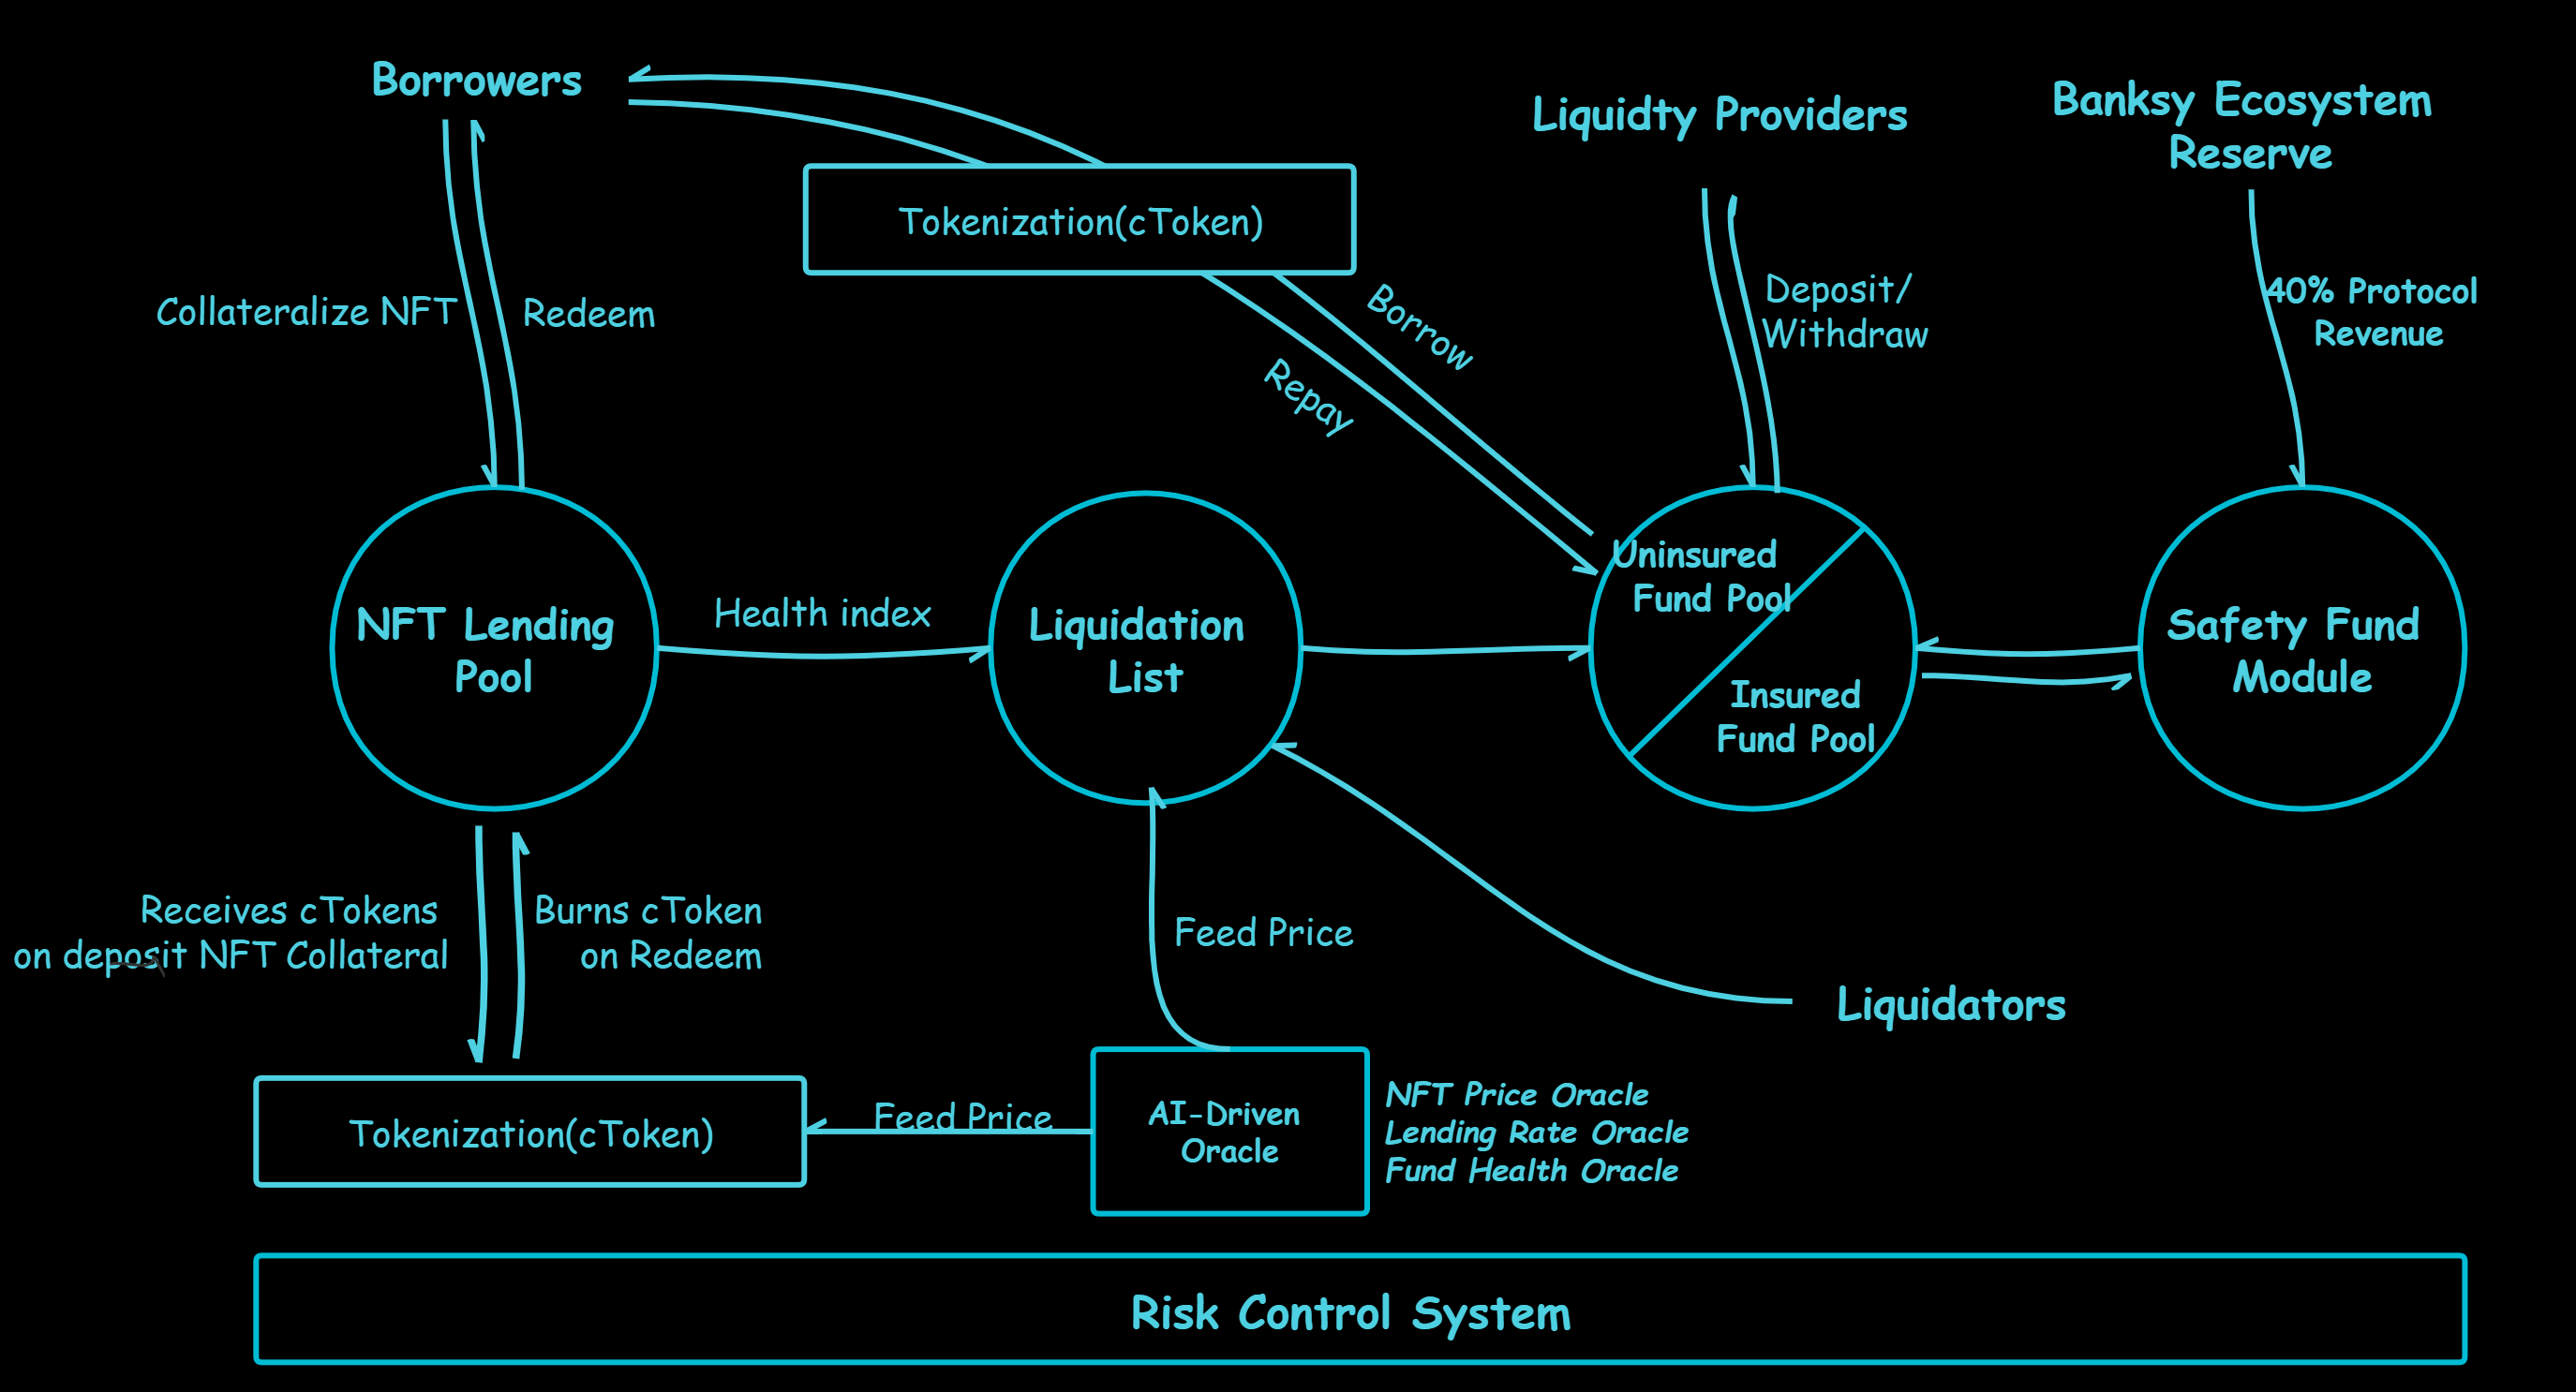 Borrowers
Liquidty Providers
Banksy Ecosystem
Reserve
Tokenization(cToken)
Collateralize NFT
Redeem
Borrow
Repay
Deposit/
Withdraw
40% Protocol
Revenue
NFT Lending
Pool
Health index
Liquidation
List
Uninsured
Fund Pool
Insured
Fund Pool
Safety Fund
Module
Receives cTokens
on deposit NFT Collateral
Burns cToken
on Redeem
Feed Price
Liquidators
Tokenization(cToken)
Feed Price
AI-Driven
Oracle
NFT Price Oracle
Lending Rate Oracle
Fund Health Oracle
Risk Control System